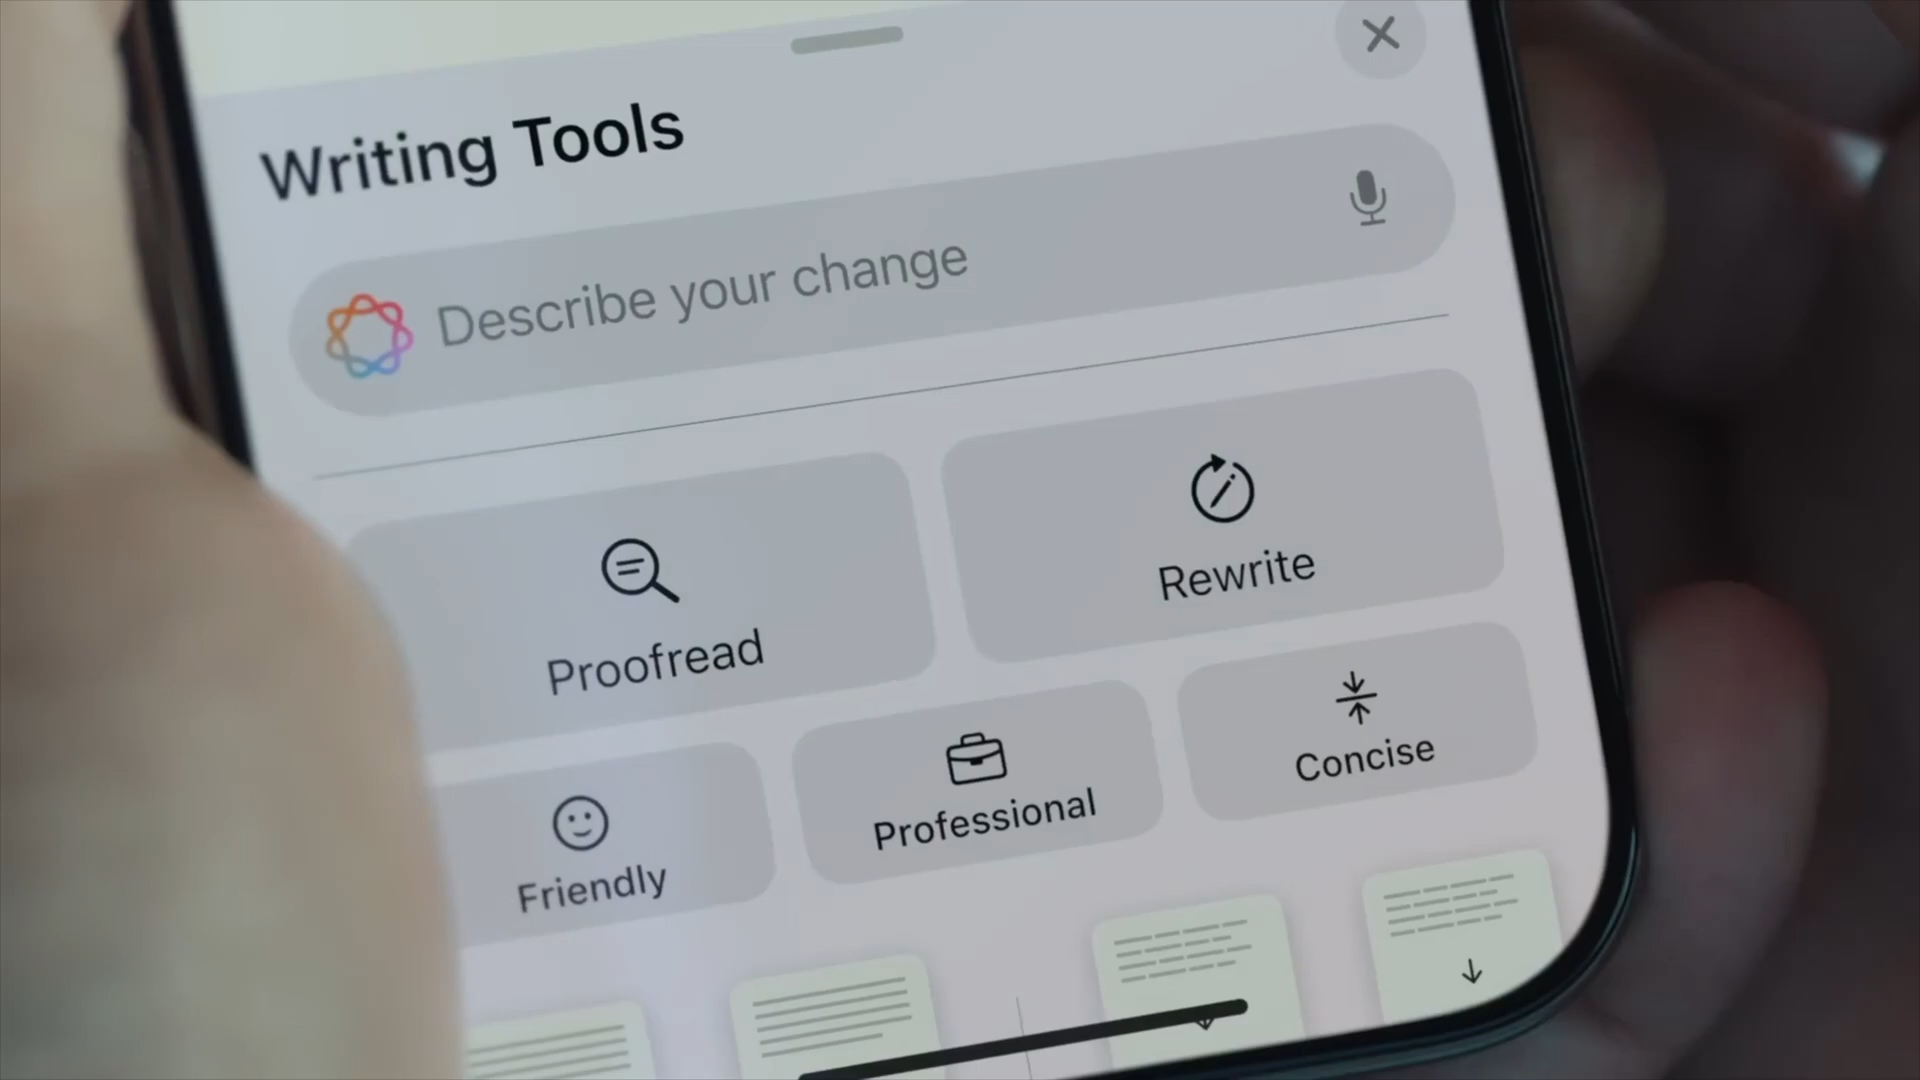 Writing Tools
Describe your change
Proofread
Rewrite
Friendly
Professional
Concise